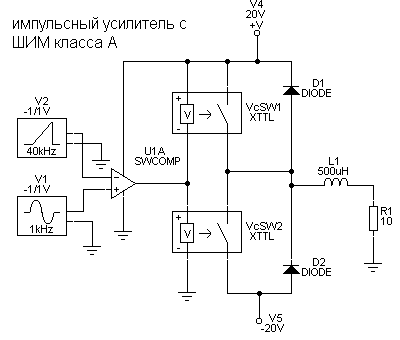 импульсный усилитель с
ШИМ класса А
V4
20V
+V
D1
DIODE
V2
-1/1V
40kHz
V1
-1/1V
1kHz
U1A
SWCOMP
+
-
V
VcSW1
XTTL
L1
500uH
+
-
V
VcSW2
XTTL
R1
10
D2
DIODE
V5
-20V